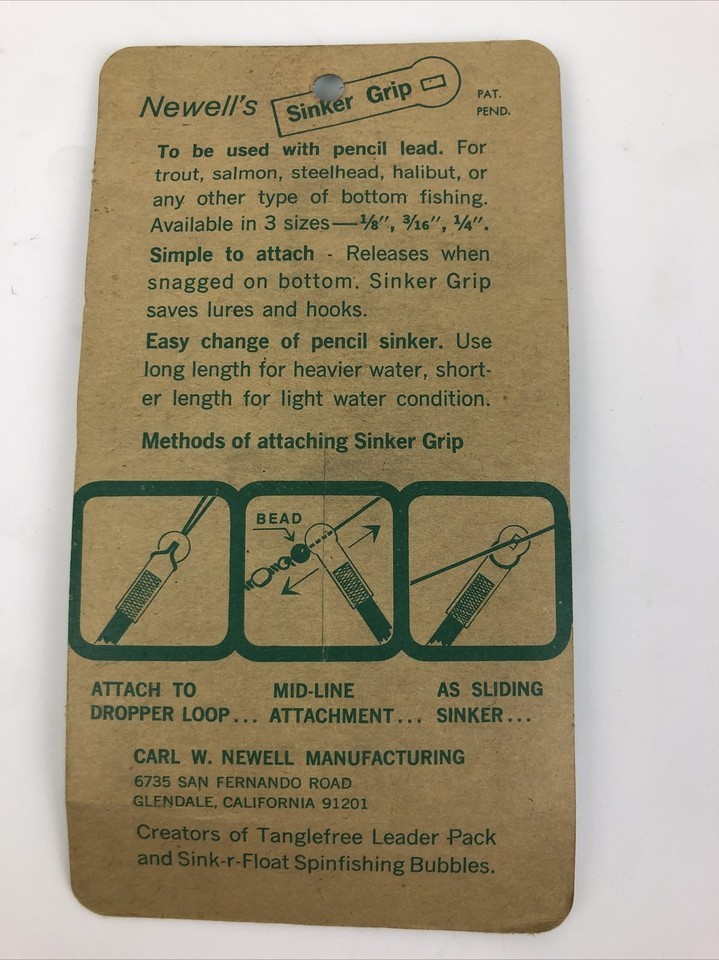 Newell's Sinker Grip PAT. PEND.
To be used with pencil lead. For
trout, salmon, steelhead, halibut, or
any other type of bottom fishing.
Available in 3 sizes—⅛", 3/16", ¼".
Simple to attach - Releases when
snagged on bottom. Sinker Grip
saves lures and hooks.
Easy change of pencil sinker. Use
long length for heavier water, short-
er length for light water condition.
Methods of attaching Sinker Grip
BEAD
ATTACH TO
DROPPER LOOP...
MID-LINE
ATTACHMENT...
AS SLIDING
SINKER...
CARL W. NEWELL MANUFACTURING
6735 SAN FERNANDO ROAD
GLENDALE, CALIFORNIA 91201
Creators of Tanglefree Leader Pack
and Sink-r-Float Spinfishing Bubbles.